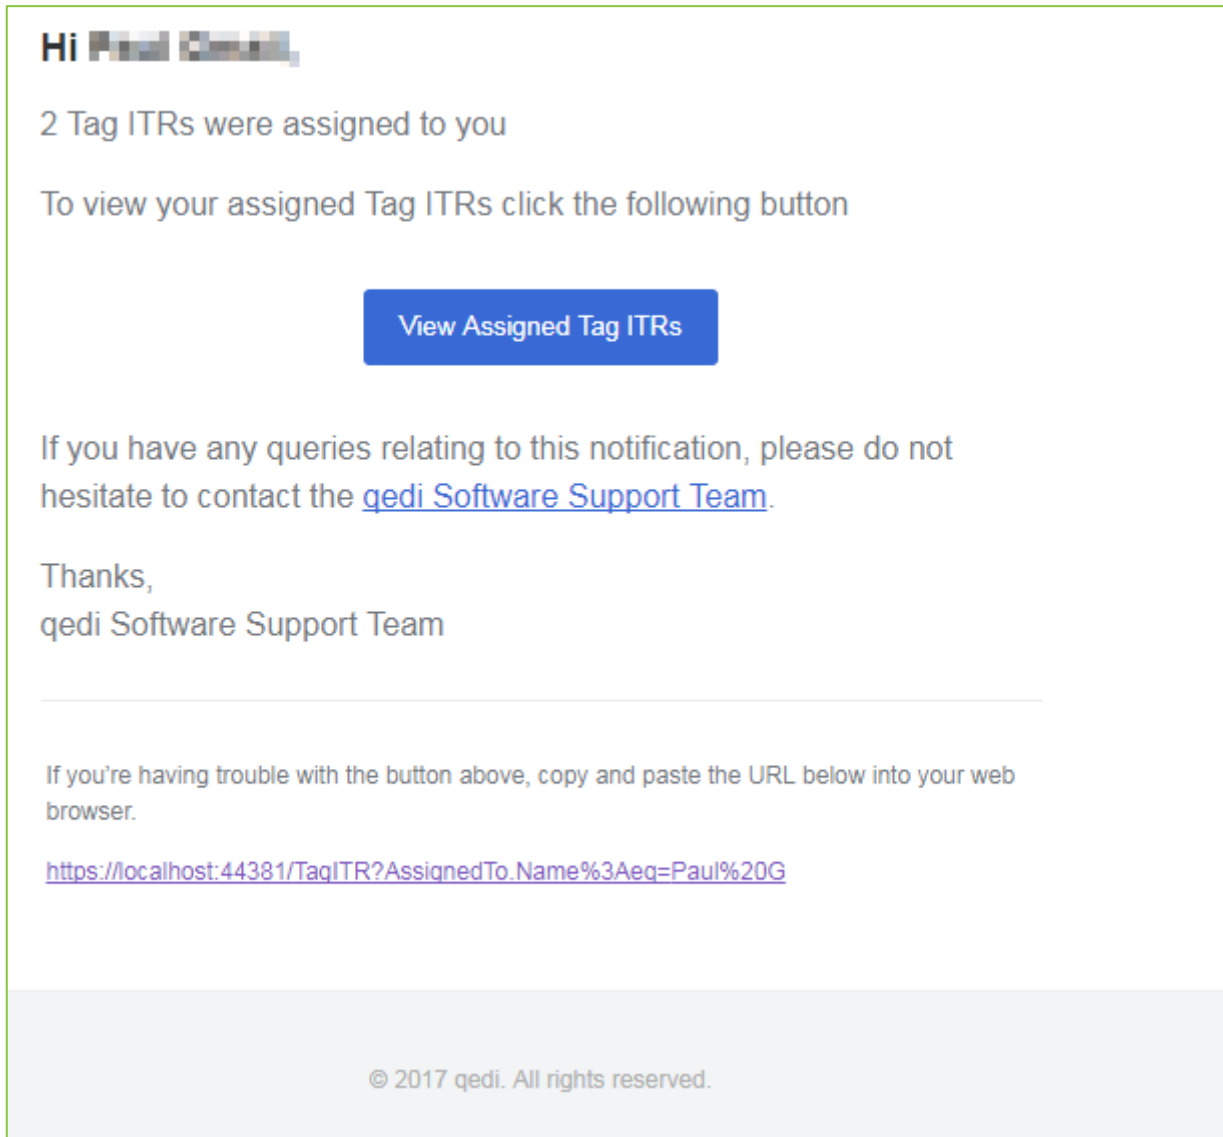 Hi
2 Tag ITRs were assigned to you
To view your assigned Tag ITRs click the following button
View Assigned Tag ITRs
If you have any queries relating to this notification, please do not
hesitate to contact the qedi Software Support Team.
Thanks,
qedi Software Support Team
If you’re having trouble with the button above, copy and paste the URL below into your web
browser.
https://localhost:44381/TagITR?AssignedTo.Name%3Aeq=Paul%20G
© 2017 qedi. All rights reserved.